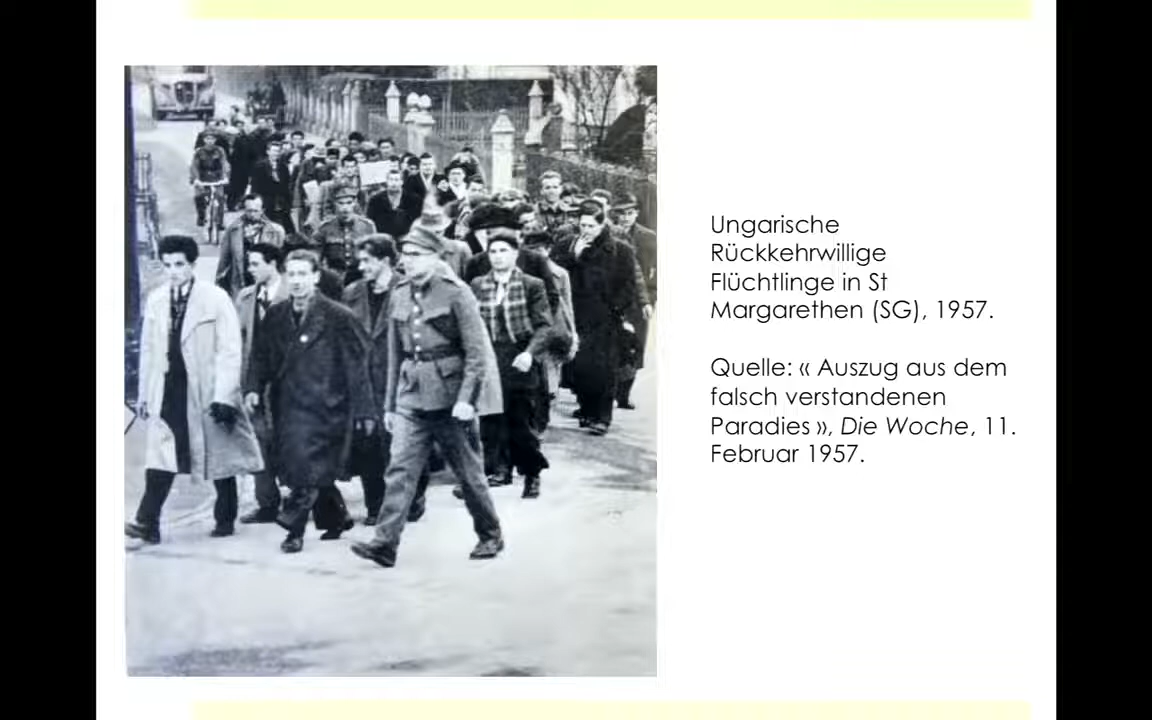 Ungarische
Rückkehrwillige
Flüchtlinge in St
Margarethen (SG), 1957.
Quelle: « Auszug aus dem
falsch verstandenen
Paradies », Die Woche, 11.
Februar 1957.